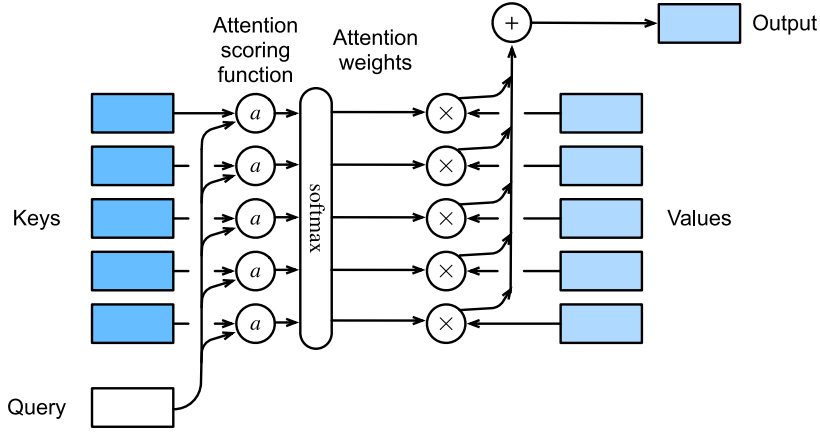 +
Output
Attention
scoring
function
Attention
weights
a
×
a
×
Keys
a
softmax
×
Values
a
×
a
×
Query